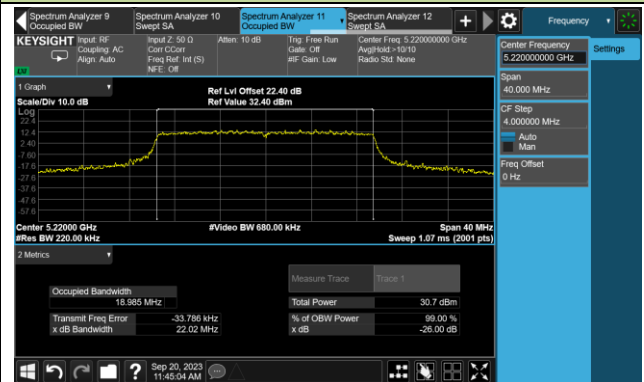 Spectrum Analyzer 9
Occupied BW
Spectrum Analyzer 10
Swept SA
Spectrum Analyzer 11
Occupied BW
Spectrum Analyzer 12
Swept SA
Frequency
KEYSIGHT
Input: RF
Coupling: AC
Align: Auto
Input Z: 50 Ω
Corr CCorr
Freq Ref: Int (S)
NFE: Off
Atten: 10 dB
Trig: Free Run
Gate: Off
#IF Gain: Low
Center Freq: 5.220000000 GHz
Avg|Hold:>10/10
Radio Std: None
Center Frequency
5.220000000 GHz
Settings
Span
40.000 MHz
CF Step
4.000000 MHz
Auto
Man
Freq Offset
0 Hz
1 Graph
Scale/Div 10.0 dB
Ref Lvl Offset 22.40 dB
Ref Value 32.40 dBm
Log
22.4
12.4
2.40
-7.60
-17.6
-27.6
-37.6
-47.6
-57.6
Center 5.22000 GHz
#Res BW 220.00 kHz
#Video BW 680.00 kHz
Span 40 MHz
Sweep 1.07 ms (2001 pts)
2 Metrics
Measure Trace
Trace 1
Occupied Bandwidth
18.985 MHz
Total Power
30.7 dBm
Transmit Freq Error
-33.786 kHz
% of OBW Power
99.00 %
x dB Bandwidth
22.02 MHz
x dB
-26.00 dB
Sep 20, 2023
11:45:04 AM